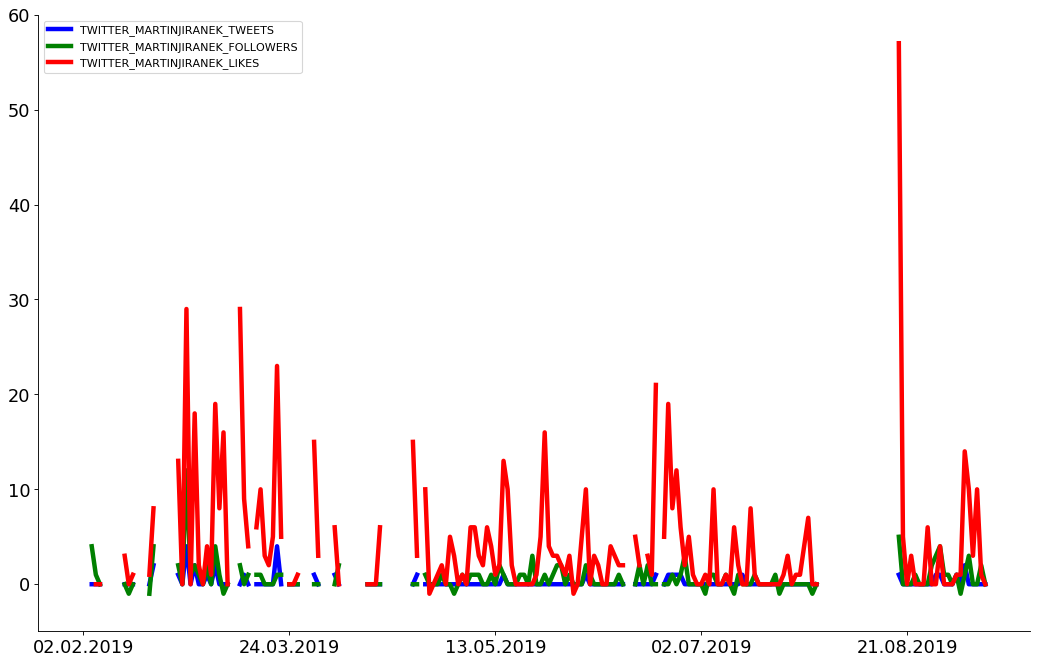 60
TWITTER_MARTINJIRANEK_TWEETS
TWITTER_MARTINJIRANEK_FOLLOWERS
TWITTER_MARTINJIRANEK_LIKES
50
40
30
20
10
0
02.02.2019 24.03.2019 13.05.2019 02.07.2019 21.08.2019